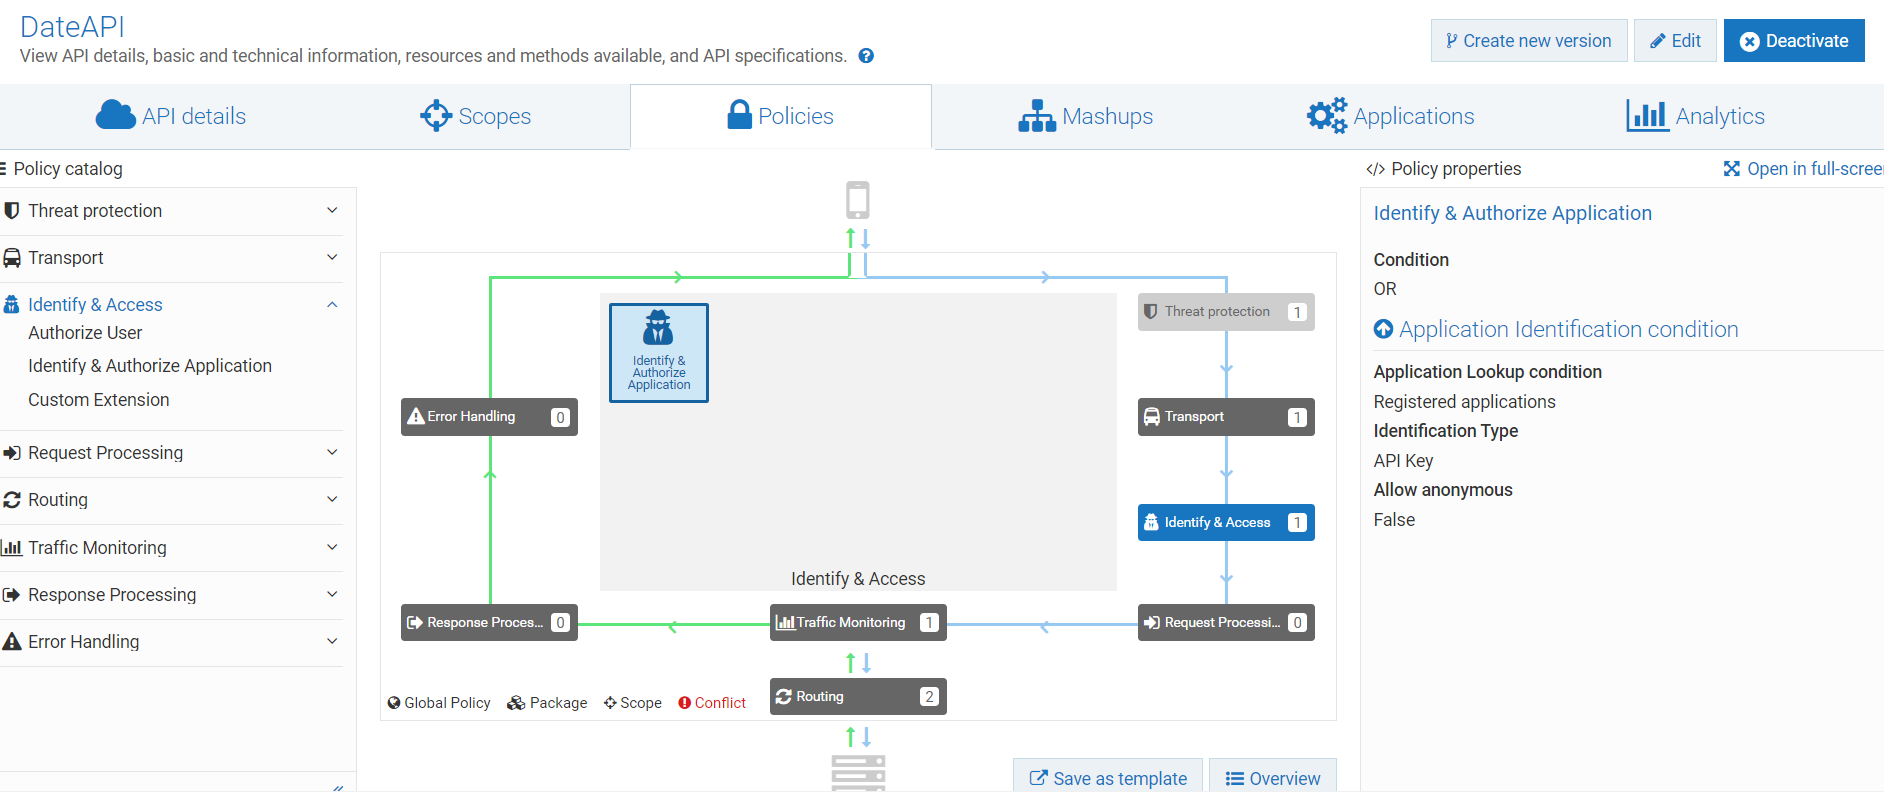 DateAPI
View API details, basic and technical information, resources and methods available, and API specifications.
Create new version
Edit
Deactivate
API details
Scopes
Policies
Mashups
Applications
Analytics
Policy catalog
Threat protection
Transport
Identify & Access
Authorize User
Identify & Authorize Application
Custom Extension
Request Processing
Routing
Traffic Monitoring
Response Processing
Error Handling
Identify &
Authorize
Application
Identify & Access
Threat protection 1
Transport 1
Identify & Access 1
Request Processi... 0
Traffic Monitoring 1
Response Proces... 0
Error Handling 0
Routing 2
Global Policy
Package
Scope
Conflict
Save as template
Overview
</> Policy properties
Open in full-screen
Identify & Authorize Application
Condition
OR
Application Identification condition
Application Lookup condition
Registered applications
Identification Type
API Key
Allow anonymous
False